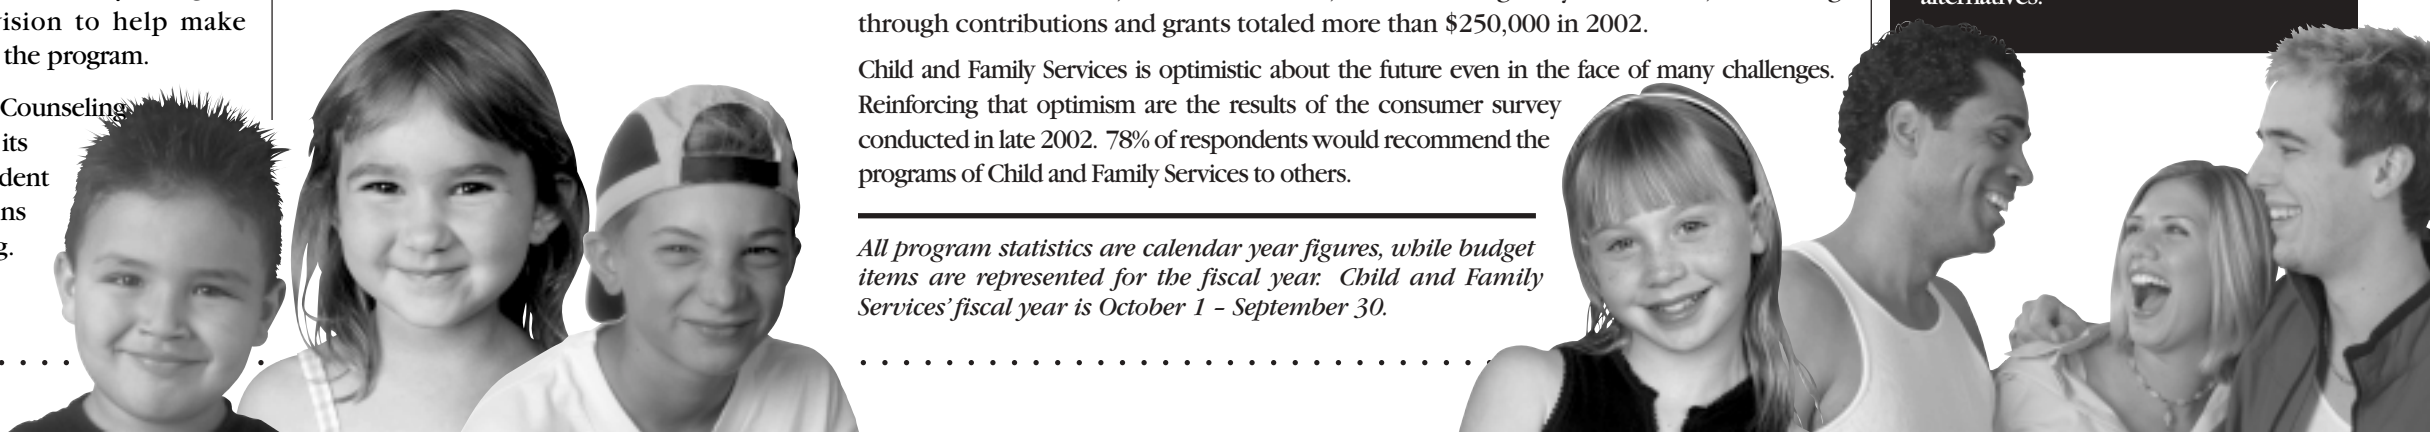 ision to help make
the program.
Counseling
its
dent
ns
g.
through contributions and grants totaled more than $250,000 in 2002.
Child and Family Services is optimistic about the future even in the face of many challenges.
Reinforcing that optimism are the results of the consumer survey
conducted in late 2002. 78% of respondents would recommend the
programs of Child and Family Services to others.
All program statistics are calendar year figures, while budget
items are represented for the fiscal year. Child and Family
Services' fiscal year is October 1 – September 30.
alternatives.